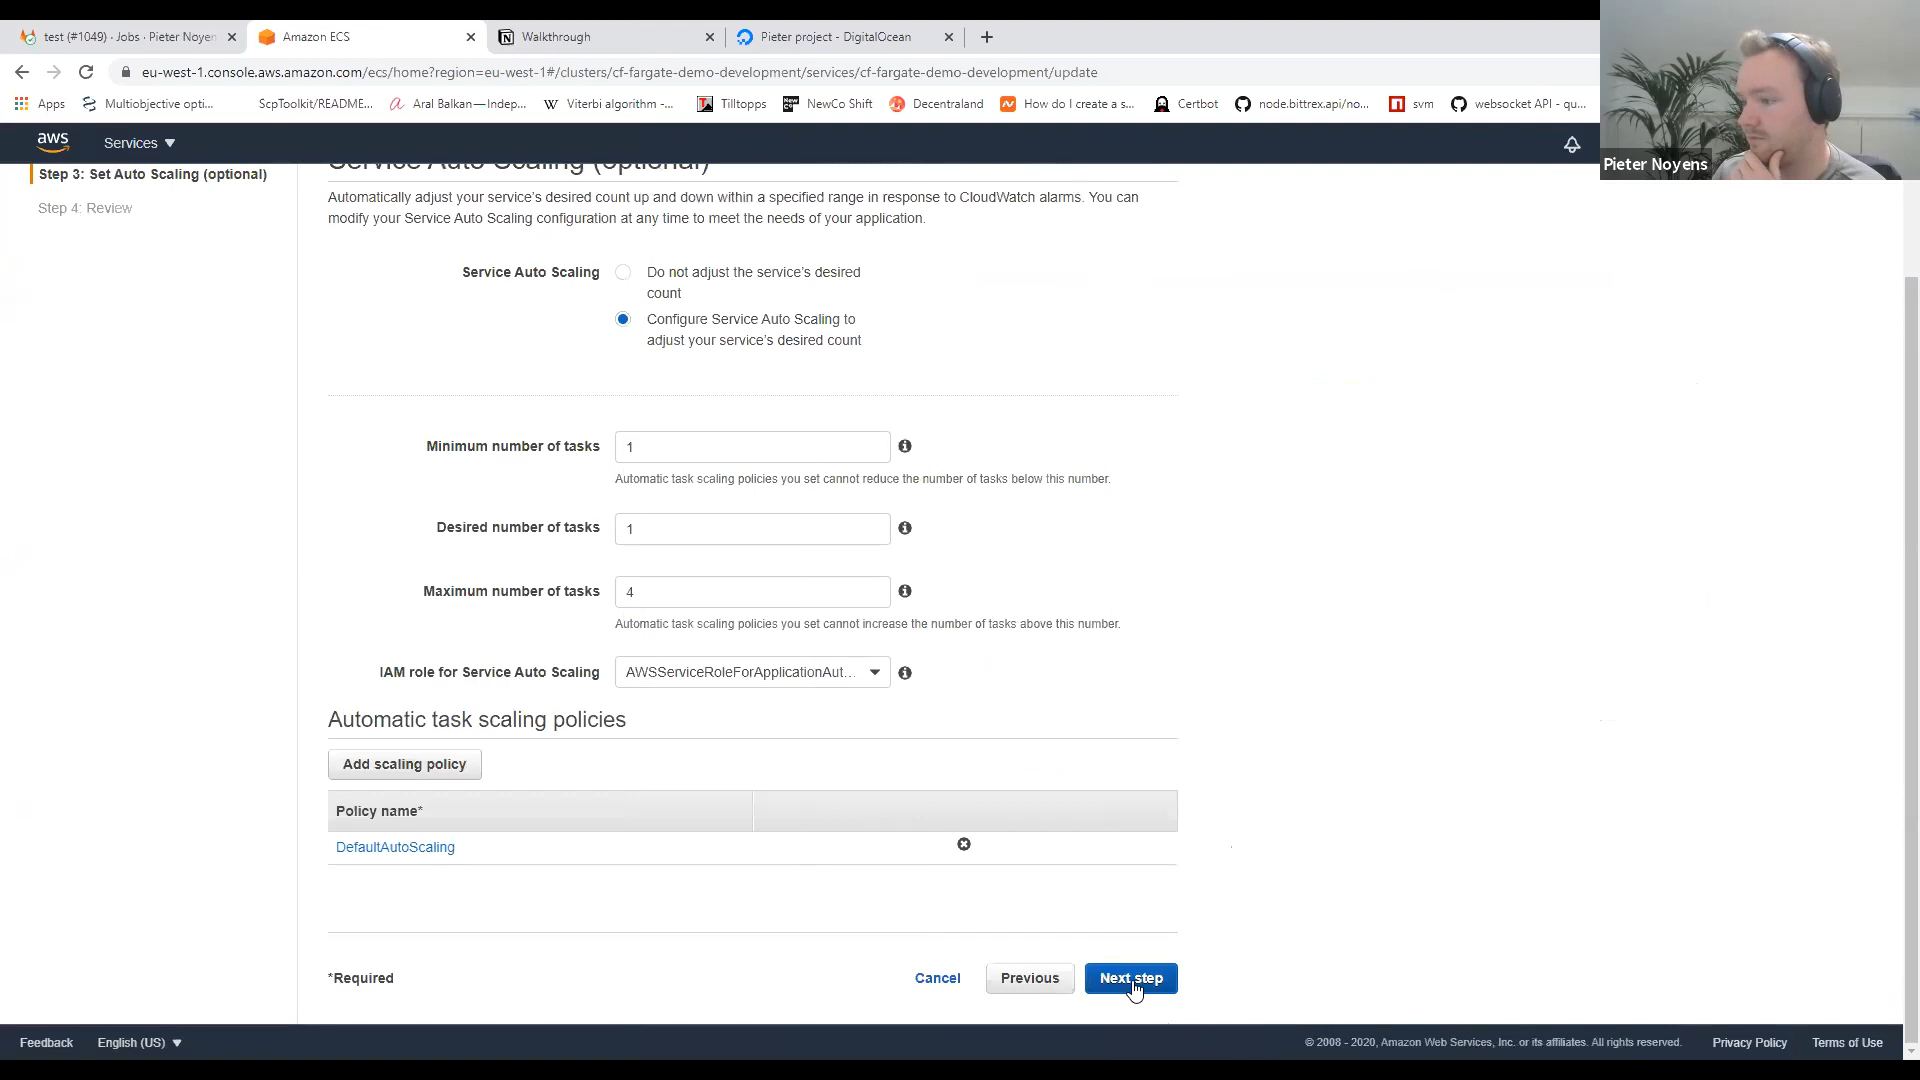 test (#1049) · Jobs · Pieter Noyen
Amazon ECS
Walkthrough
Pieter project - DigitalOcean
eu-west-1.console.aws.amazon.com/ecs/home?region=eu-west-1#/clusters/cf-fargate-demo-development/services/cf-fargate-demo-development/update
Apps
Multiobjective opti...
ScpToolkit/README...
Aral Balkan — Indep...
Viterbi algorithm -...
Tilltopps
NewCo Shift
Decentraland
How do I create a s...
Certbot
node.bittrex.api/no...
svm
websocket API - qu...
Pieter Noyens
aws
Services
Step 3: Set Auto Scaling (optional)
Step 4: Review
Service Auto Scaling (optional)
Automatically adjust your service's desired count up and down within a specified range in response to CloudWatch alarms. You can
modify your Service Auto Scaling configuration at any time to meet the needs of your application.
Service Auto Scaling
Do not adjust the service's desired
count
Configure Service Auto Scaling to
adjust your service's desired count
Minimum number of tasks
1
Automatic task scaling policies you set cannot reduce the number of tasks below this number.
Desired number of tasks
1
Maximum number of tasks
4
Automatic task scaling policies you set cannot increase the number of tasks above this number.
IAM role for Service Auto Scaling
AWSServiceRoleForApplicationAut...
Automatic task scaling policies
Add scaling policy
Policy name*
DefaultAutoScaling
*Required
Cancel
Previous
Next step
Feedback
English (US)
© 2008 - 2020, Amazon Web Services, Inc. or its affiliates. All rights reserved.
Privacy Policy
Terms of Use